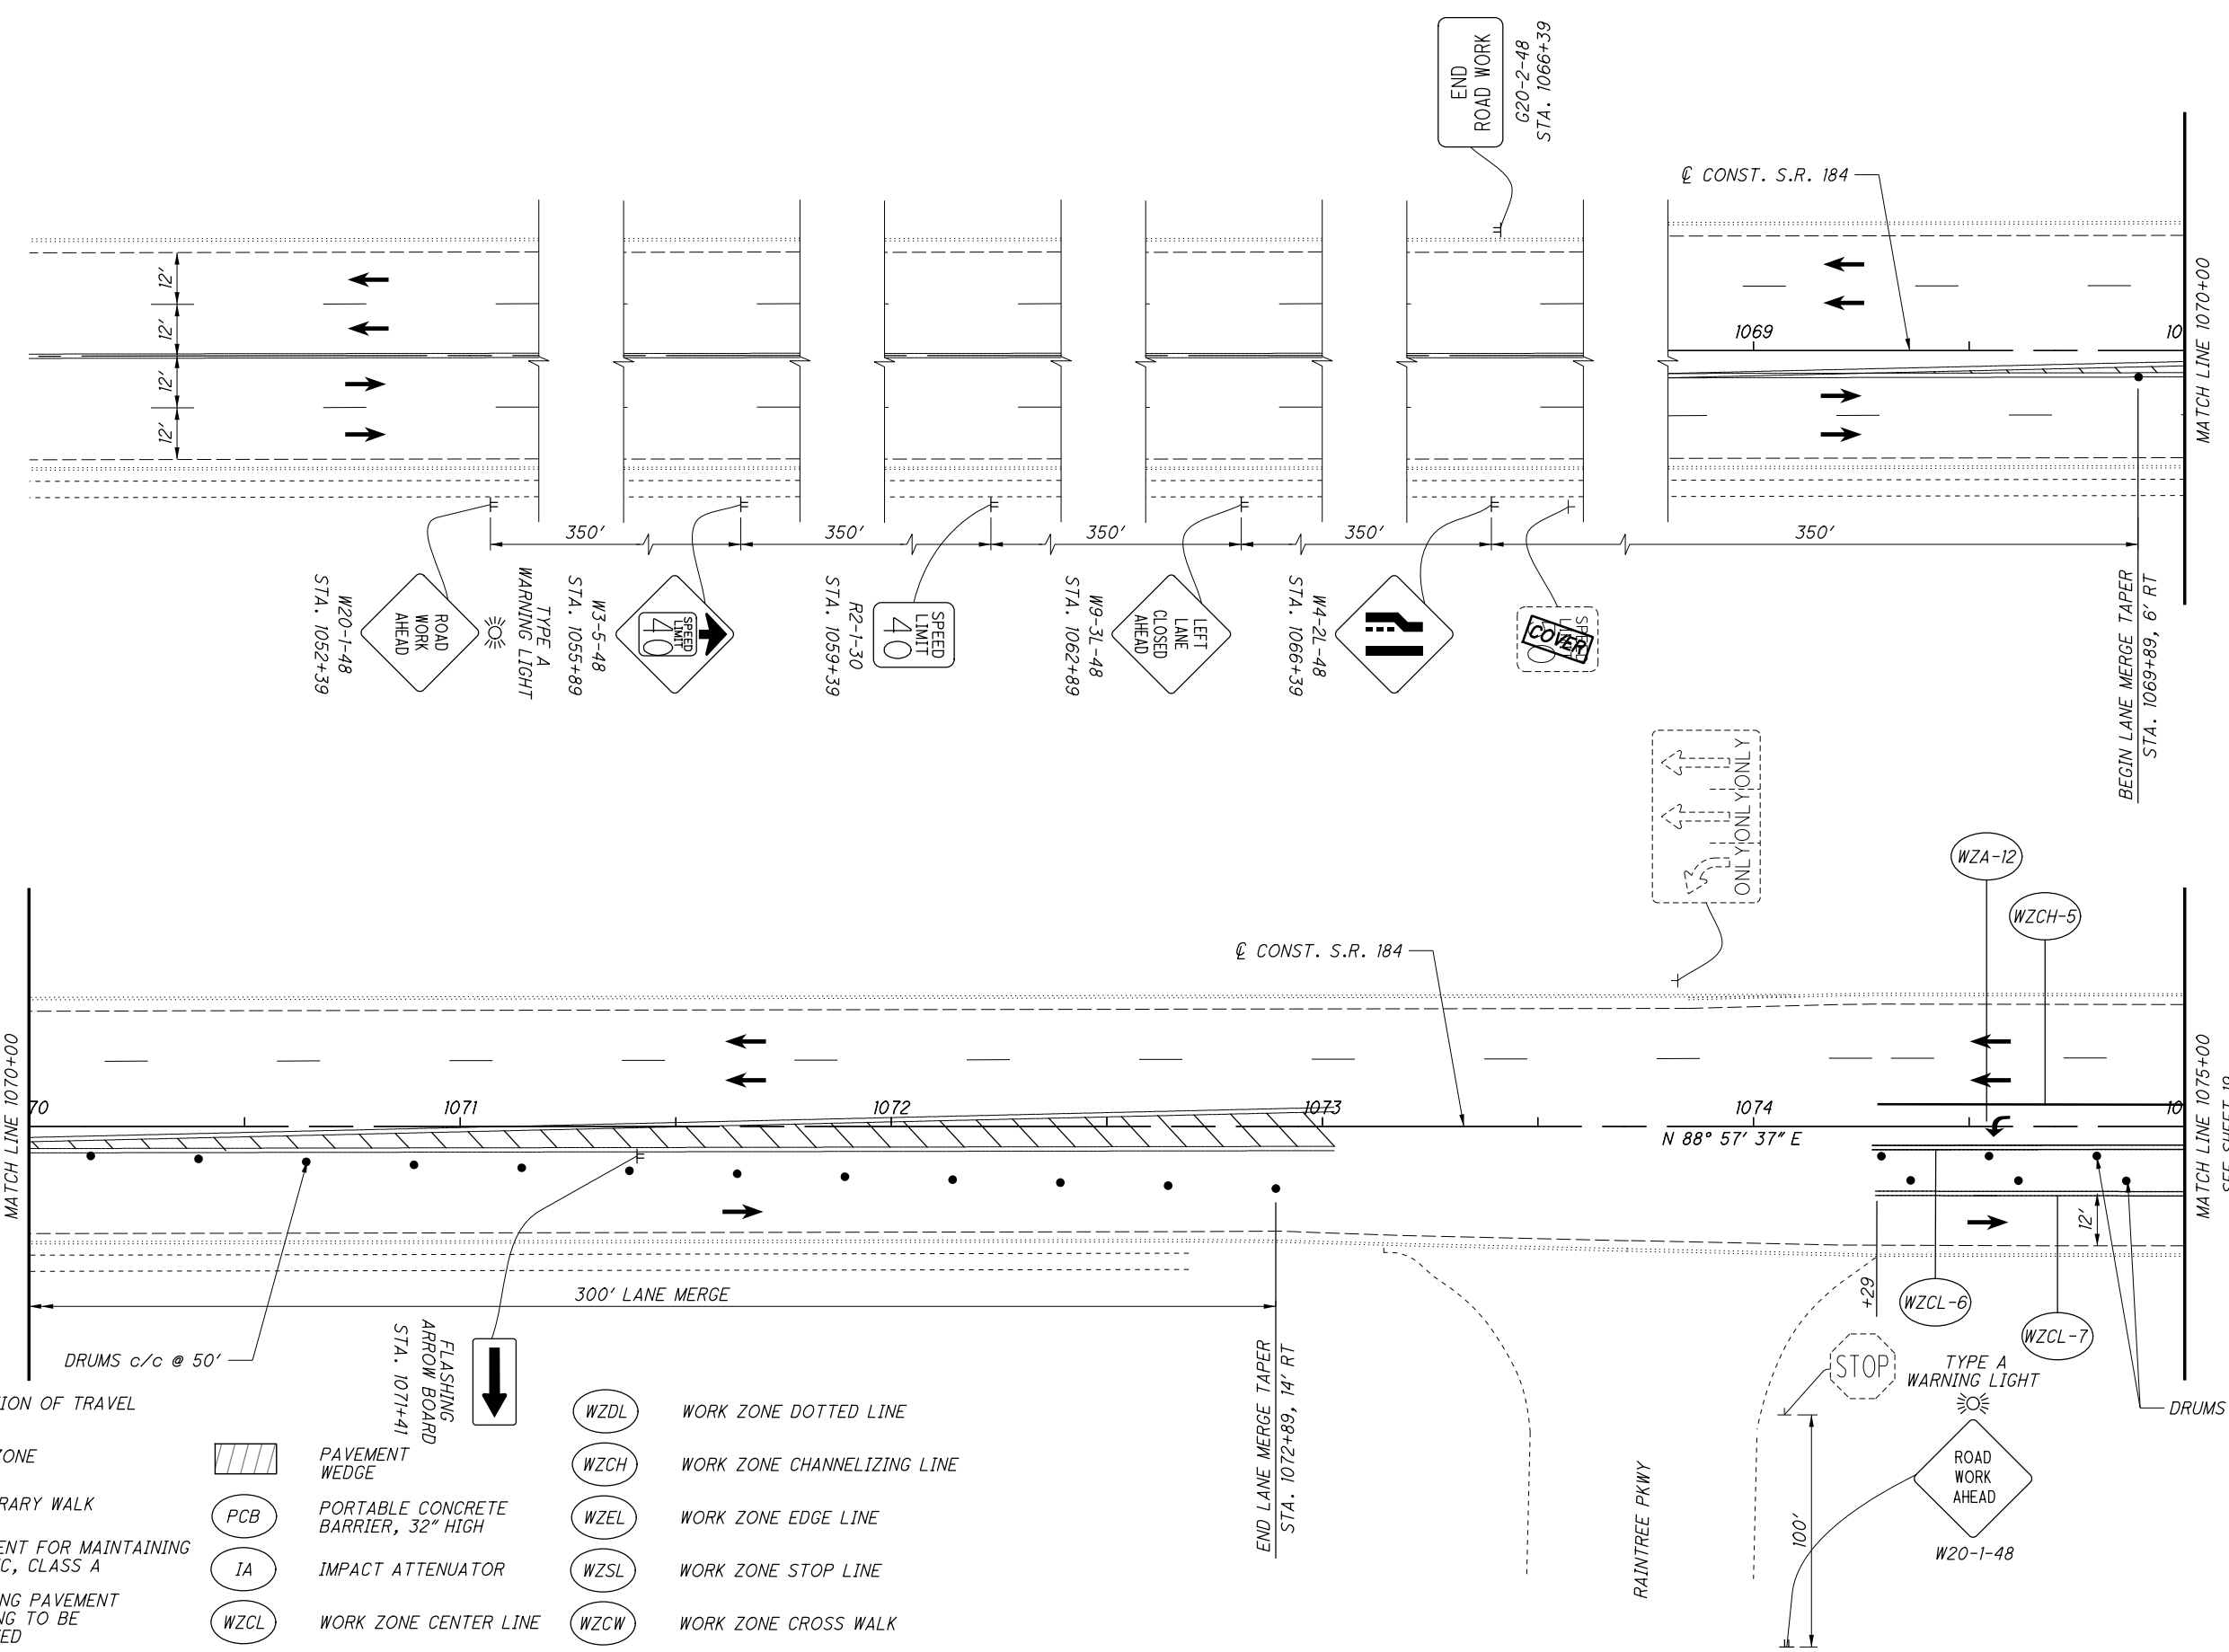 END
ROAD WORK
G20-2-48
STA. 1066+39
℄ CONST. S.R. 184
MATCH LINE 1070+00
12'
12'
12'
12'
1069
10
350'
350'
350'
350'
350'
W20-1-48
STA. 1052+39
ROAD
WORK
AHEAD
TYPE A
WARNING LIGHT
W3-5-48
STA. 1055+89
SPEED
LIMIT
40
R2-1-30
STA. 1059+39
SPEED
LIMIT
40
W9-3L-48
STA. 1062+89
LEFT
LANE
CLOSED
AHEAD
W4-2L-48
STA. 1066+39
COVER
BEGIN LANE MERGE TAPER
STA. 1069+89, 6' RT
ONLY
ONLY
ONLY
WZA-12
WZCH-5
℄ CONST. S.R. 184
MATCH LINE 1070+00
70
1071
1072
1073
1074
10
N 88° 57' 37" E
MATCH LINE 1075+00
SEE SHEET 19
12'
+29
WZCL-6
WZCL-7
300' LANE MERGE
DRUMS c/c @ 50'
FLASHING
ARROW BOARD
STA. 1071+41
END LANE MERGE TAPER
STA. 1072+89, 14' RT
RAINTREE PKWY
STOP
TYPE A
WARNING LIGHT
DRUMS
ROAD
WORK
AHEAD
W20-1-48
100'
ION OF TRAVEL
ZONE
RARY WALK
ENT FOR MAINTAINING
C, CLASS A
NG PAVEMENT
NG TO BE
ED
PAVEMENT
WEDGE
PCB PORTABLE CONCRETE
BARRIER, 32" HIGH
IA IMPACT ATTENUATOR
WZCL WORK ZONE CENTER LINE
WZDL WORK ZONE DOTTED LINE
WZCH WORK ZONE CHANNELIZING LINE
WZEL WORK ZONE EDGE LINE
WZSL WORK ZONE STOP LINE
WZCW WORK ZONE CROSS WALK